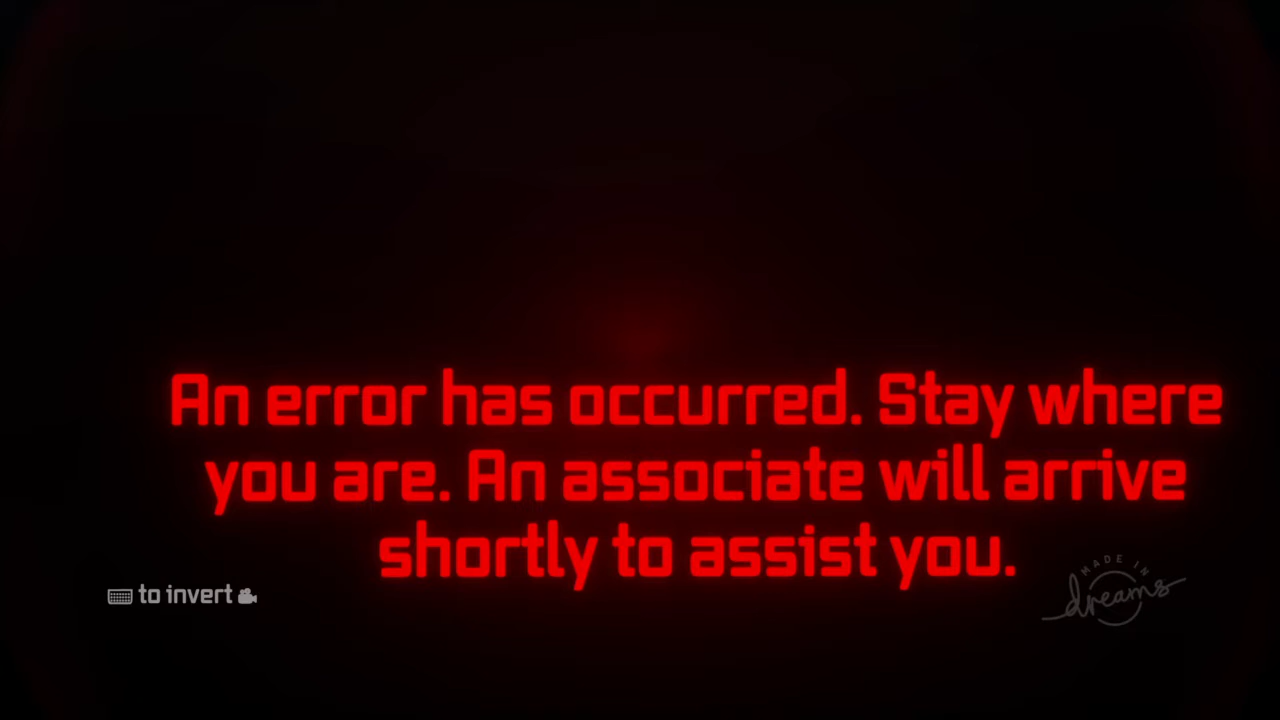 An error has occurred. Stay where
you are. An associate will arrive
shortly to assist you.
to invert
MADE IN
dreams